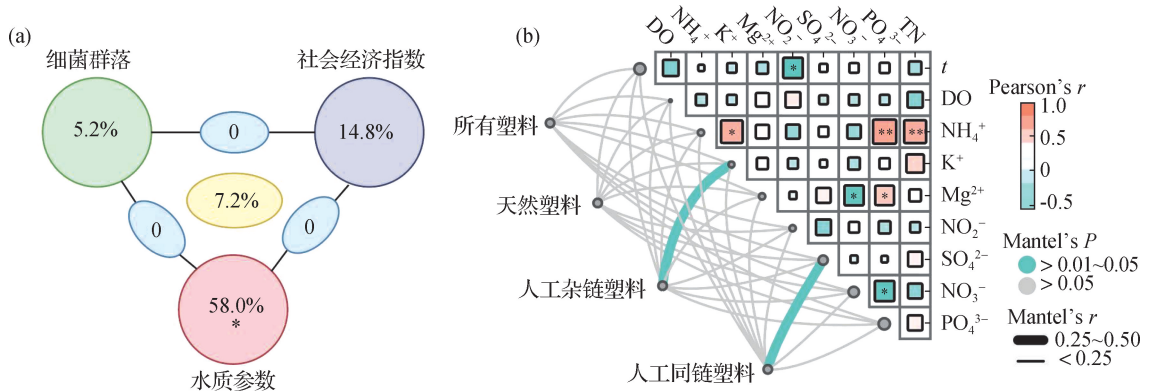 (a)
细菌群落
社会经济指数
5.2%
0
14.8%
7.2%
0
0
58.0%
*
水质参数
(b)
DO NH₄⁺ K⁺ Mg²⁺ NO₂⁻ SO₄²⁻ NO₃⁻ PO₄³⁻ TN
* t
DO
* ** ** NH₄⁺
K⁺
* * Mg²⁺
NO₂⁻
SO₄²⁻
* NO₃⁻
PO₄³⁻
所有塑料
天然塑料
人工杂链塑料
人工同链塑料
Pearson's r
1.0
0.5
0
-0.5
Mantel's P
> 0.01~0.05
> 0.05
Mantel's r
0.25~0.50
< 0.25